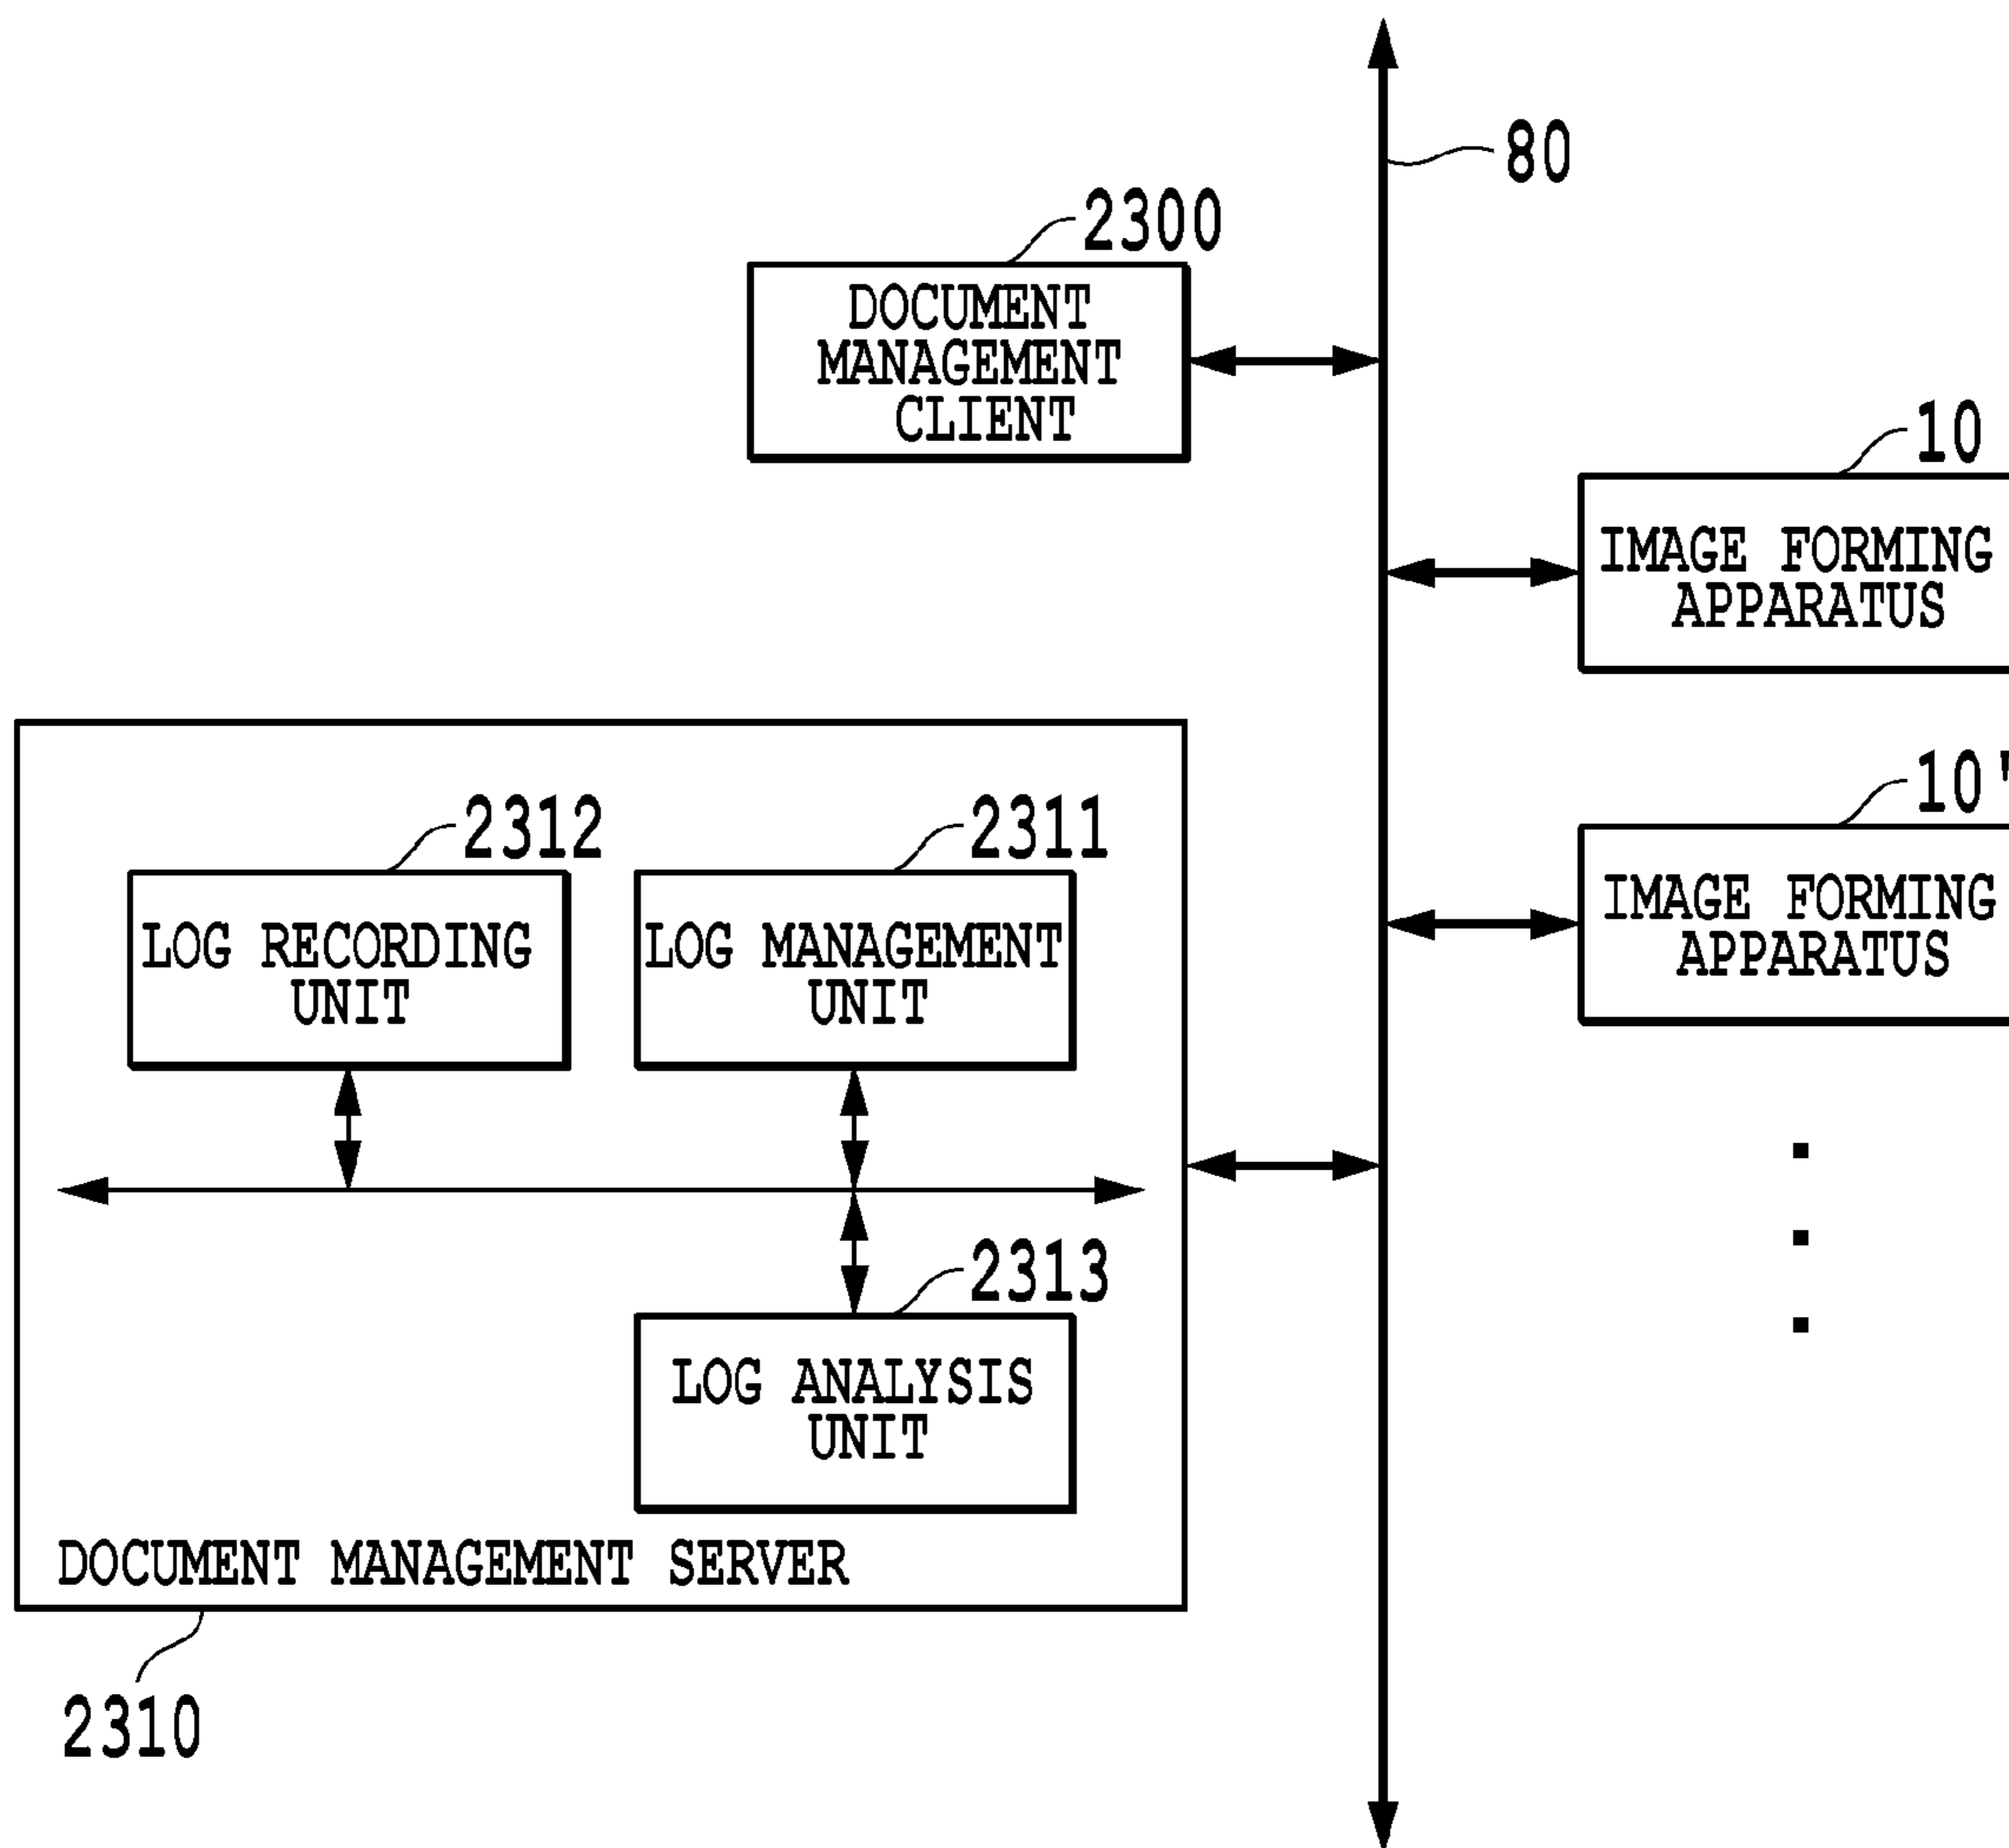 80
2300
DOCUMENT
MANAGEMENT
CLIENT
10
IMAGE FORMING
APPARATUS
10'
IMAGE FORMING
APPARATUS
2312
LOG RECORDING
UNIT
2311
LOG MANAGEMENT
UNIT
2313
LOG ANALYSIS
UNIT
DOCUMENT MANAGEMENT SERVER
2310